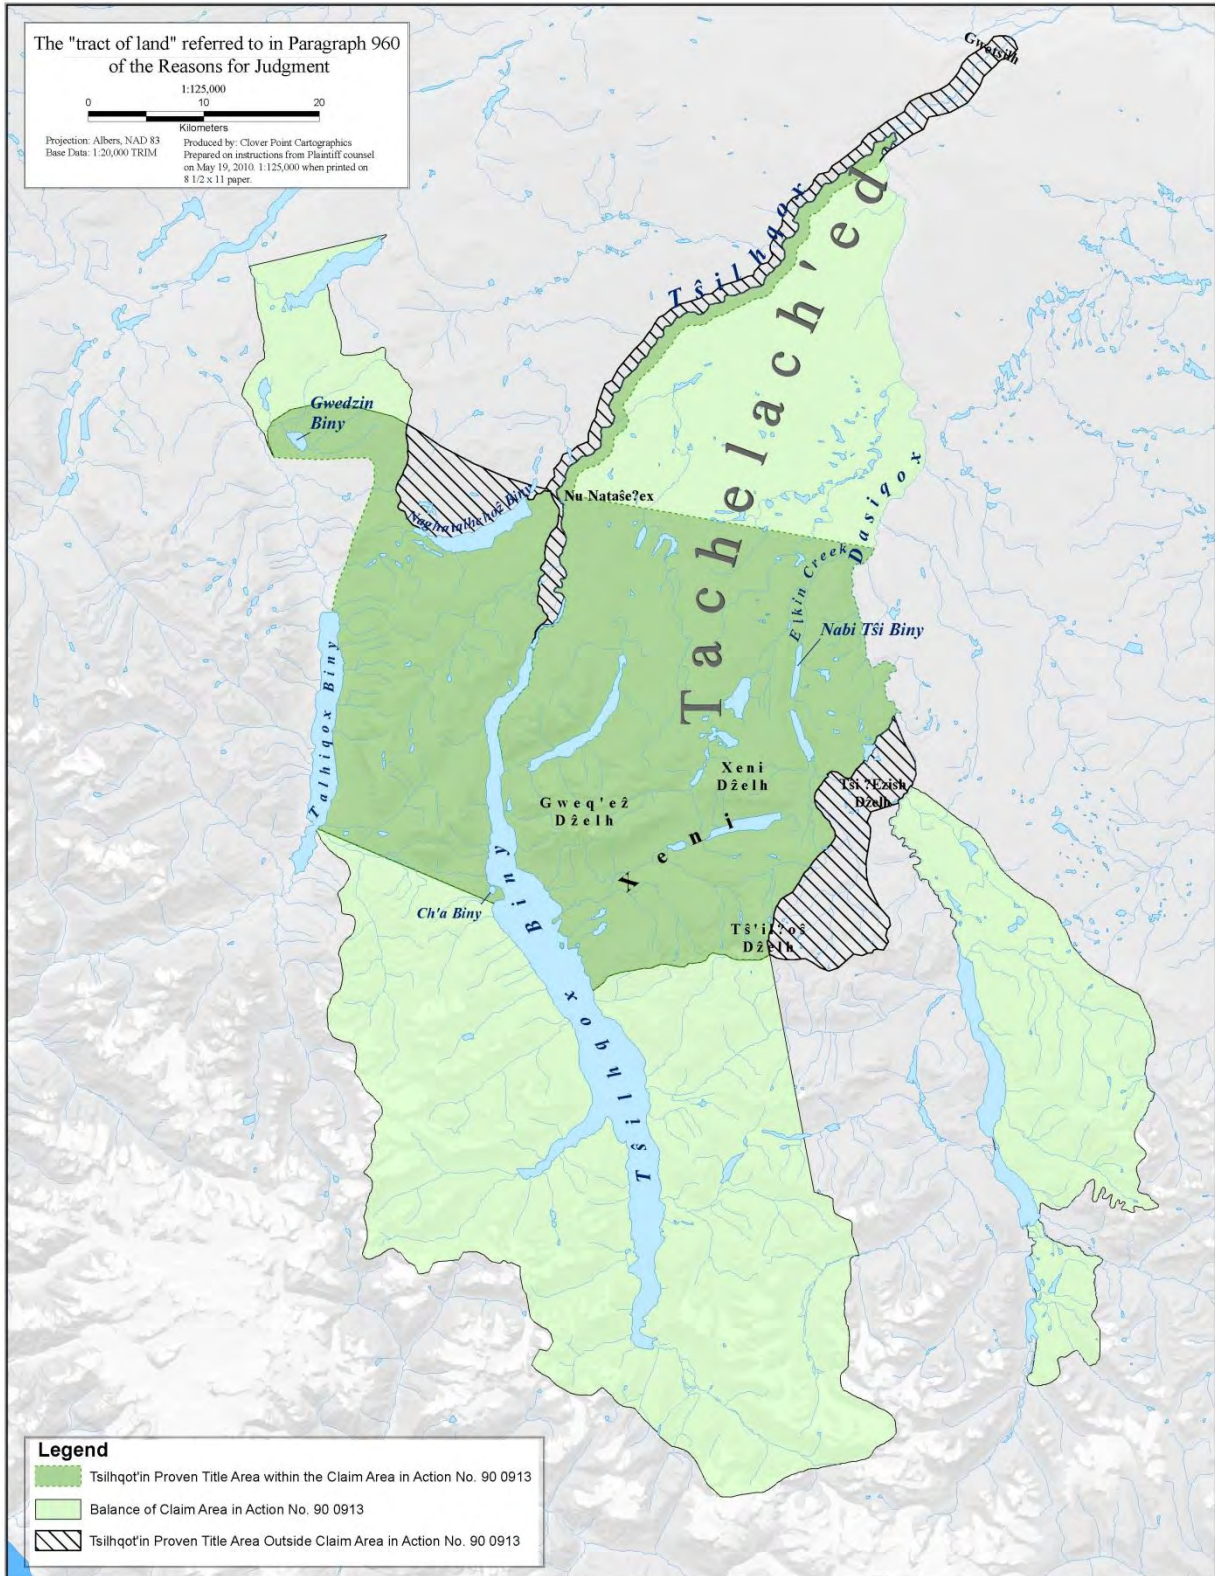 The "tract of land" referred to in Paragraph 960
of the Reasons for Judgment
1:125,000
0 10 20
Kilometers
Projection: Albers, NAD 83
Base Data: 1:20,000 TRIM
Produced by: Clover Point Cartographics
Prepared on instructions from Plaintiff counsel
on May 19, 2010. 1:125,000 when printed on
8 1/2 x 11 paper.
Gwetsilh
Tŝilhqox
Tachelach'ed
Gwedzin
Biny
Nu Nataŝe?ex
Dasiqox
Elkin Creek
Nabi Tŝi Biny
Talhiqox Biny
Xeni
Dẑelh
Tŝi ?Ezish
Dẑelh
Gweq'eẑ
Dẑelh
Xeni
Ch'a Biny
Tŝ'il?oŝ
Dẑelh
Tŝilhqox Biny
Legend
Tsilhqot'in Proven Title Area within the Claim Area in Action No. 90 0913
Balance of Claim Area in Action No. 90 0913
Tsilhqot'in Proven Title Area Outside Claim Area in Action No. 90 0913